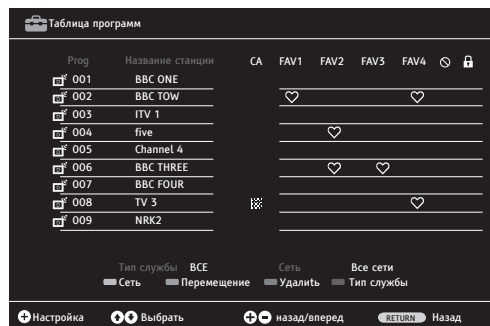 Таблица программ
Prog Название станции CA FAV1 FAV2 FAV3 FAV4
001 BBC ONE
002 BBC TOW
003 ITV 1
004 five
005 Channel 4
006 BBC THREE
007 BBC FOUR
008 TV 3
009 NRK2
Тип службы ВСЕ Сеть Все сети
Сеть Перемещение Удалить Тип службы
Настройка Выбрать назад/вперед RETURN Назад